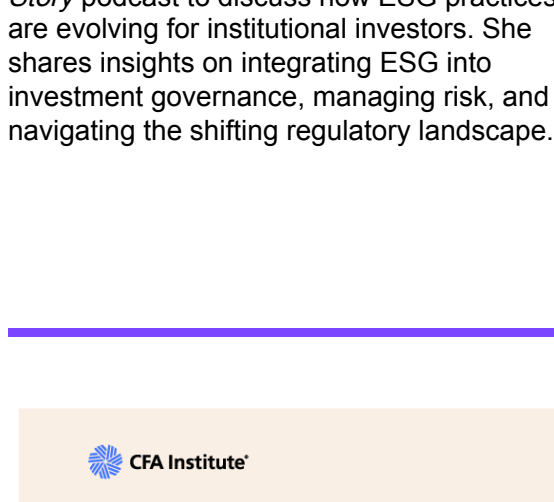 Story podcast to discuss how ESG practices
are evolving for institutional investors. She
shares insights on integrating ESG into
investment governance, managing risk, and
navigating the shifting regulatory landscape.
CFA Institute®